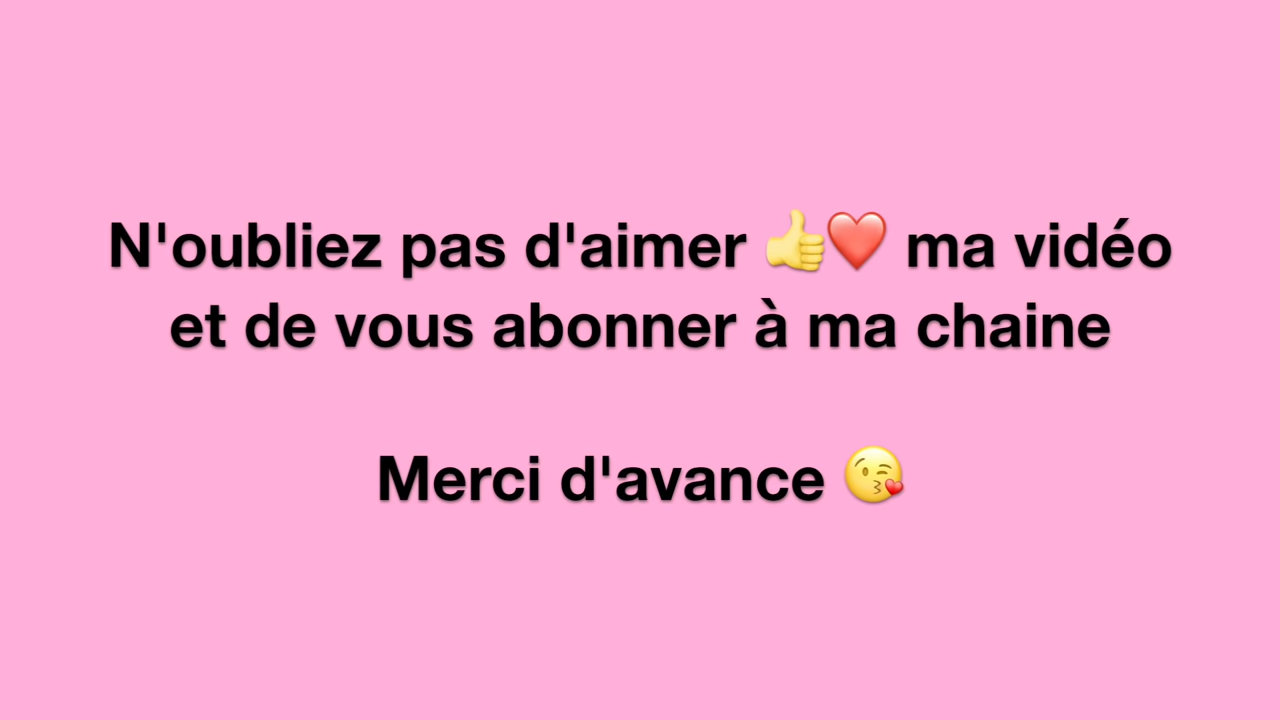 N'oubliez pas d'aimer 👍❤️ ma vidéo
et de vous abonner à ma chaine
Merci d'avance 😘